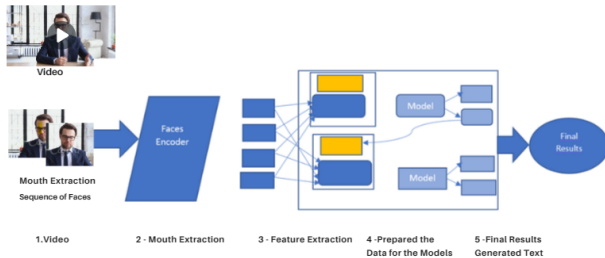 Video
Mouth Extraction
Sequence of Faces
Faces
Encoder
Model
Model
Final
Results
1.Video
2 - Mouth Extraction
3 - Feature Extraction
4 -Prepared the
Data for the Models
5 -Final Results
Generated Text